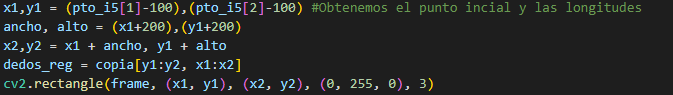 x1,y1 = (pto_i5[1]-100),(pto_i5[2]-100) #Obtenemos el punto incial y las longitudes
ancho, alto = (x1+200),(y1+200)
x2,y2 = x1 + ancho, y1 + alto
dedos_reg = copia[y1:y2, x1:x2]
cv2.rectangle(frame, (x1, y1), (x2, y2), (0, 255, 0), 3)